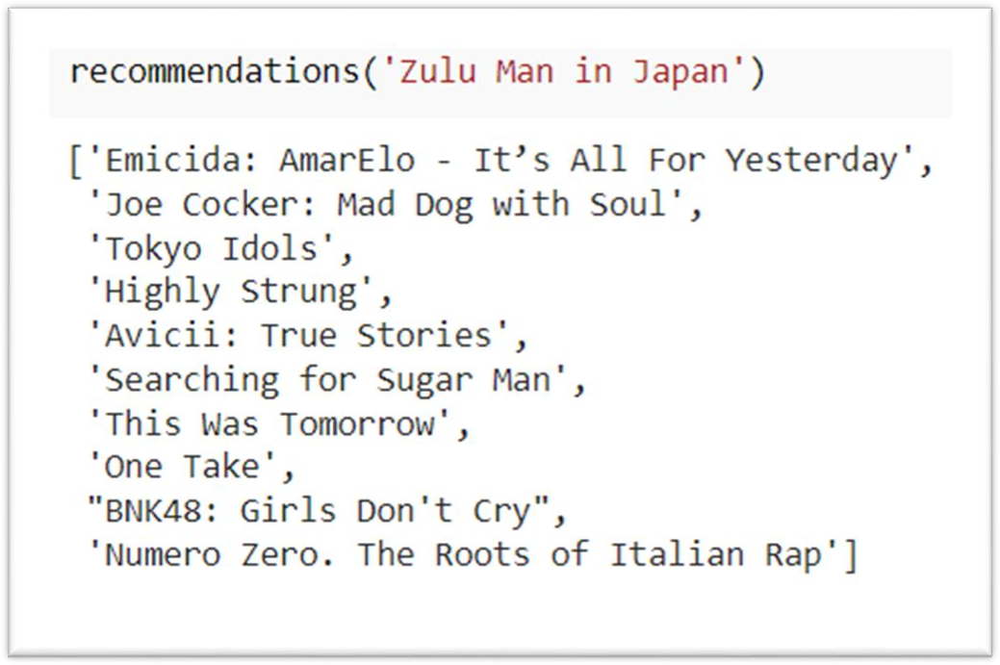 recommendations('Zulu Man in Japan')
['Emicida: AmarElo - It’s All For Yesterday',
'Joe Cocker: Mad Dog with Soul',
'Tokyo Idols',
'Highly Strung',
'Avicii: True Stories',
'Searching for Sugar Man',
'This Was Tomorrow',
'One Take',
"BNK48: Girls Don't Cry",
'Numero Zero. The Roots of Italian Rap']